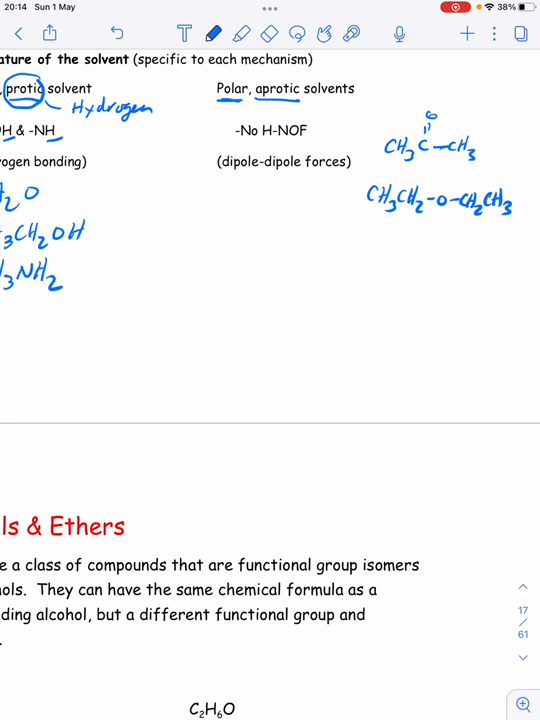 20:14 Sun 1 May
38%
ature of the solvent (specific to each mechanism)
protic solvent
Hydrogen
H & -NH
rogen bonding)
H₂O
₃CH₂OH
₃NH₂
Polar, aprotic solvents
-No H-NOF
(dipole-dipole forces)
O
CH₃C-CH₃
CH₃CH₂-O-CH₂CH₃
ls & Ethers
e a class of compounds that are functional group isomers
ols. They can have the same chemical formula as a
ding alcohol, but a different functional group and
.
C₂H₆O
17
/
61